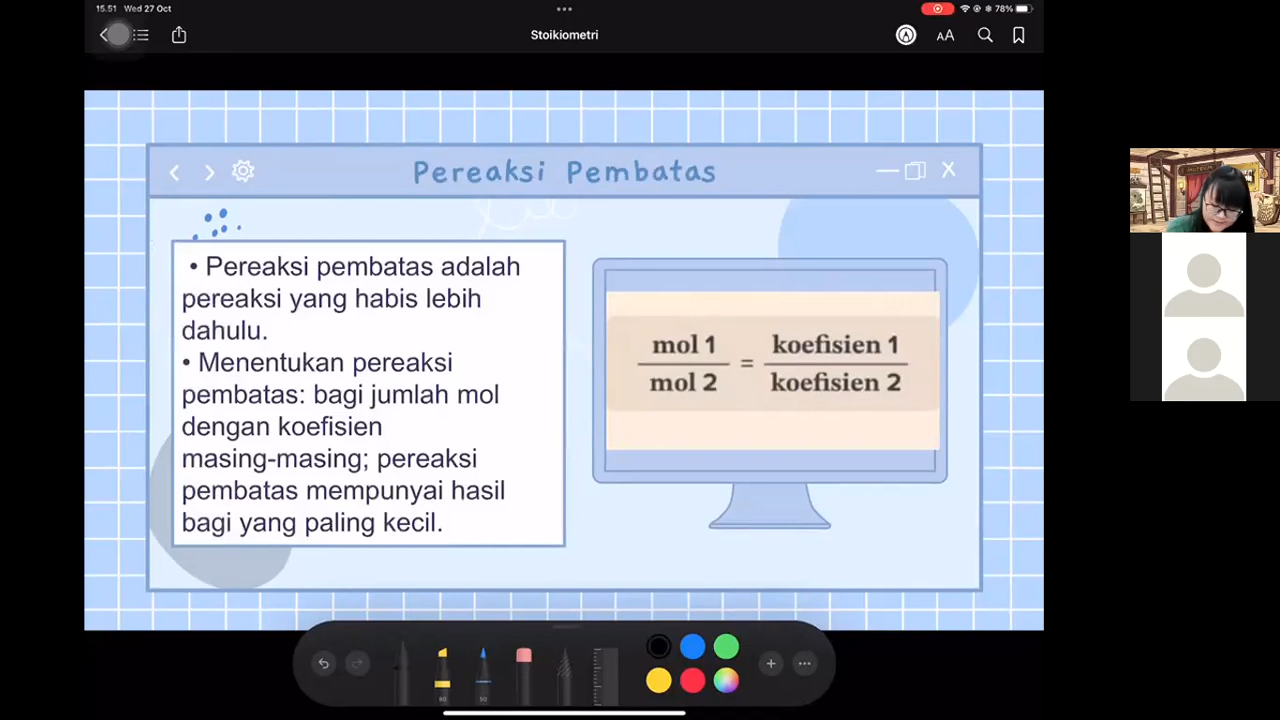 15.51 Wed 27 Oct
78%
Stoikiometri
AA
Pereaksi Pembatas
• Pereaksi pembatas adalah
pereaksi yang habis lebih
dahulu.
• Menentukan pereaksi
pembatas: bagi jumlah mol
dengan koefisien
masing-masing; pereaksi
pembatas mempunyai hasil
bagi yang paling kecil.
mol 1 koefisien 1
=
mol 2 koefisien 2
80
50